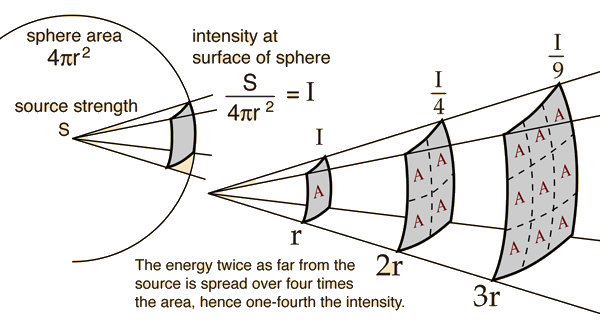 sphere area
4πr²
source strength
S
intensity at
surface of sphere
S
4πr²
= I
I
A
r
I
4
A A
A A
2r
I
9
A A A
A A A
A A A
3r
The energy twice as far from the
source is spread over four times
the area, hence one-fourth the intensity.